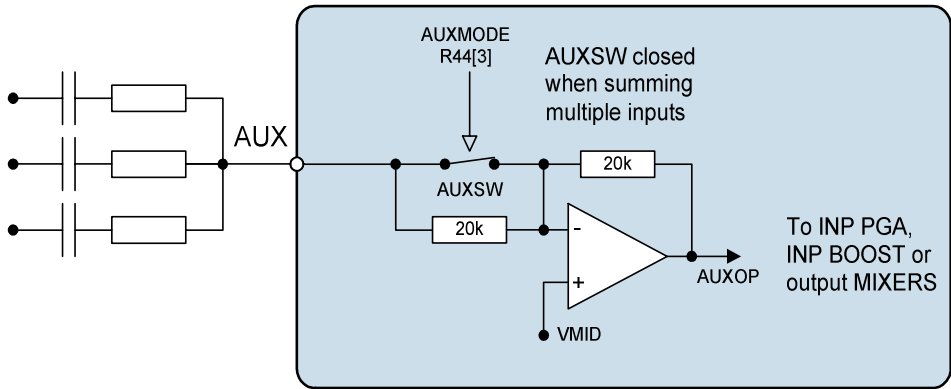 AUXMODE
R44[3]
AUXSW closed
when summing
multiple inputs
AUX
AUXSW
20k
20k
-
+
AUXOP
VMID
To INP PGA,
INP BOOST or
output MIXERS